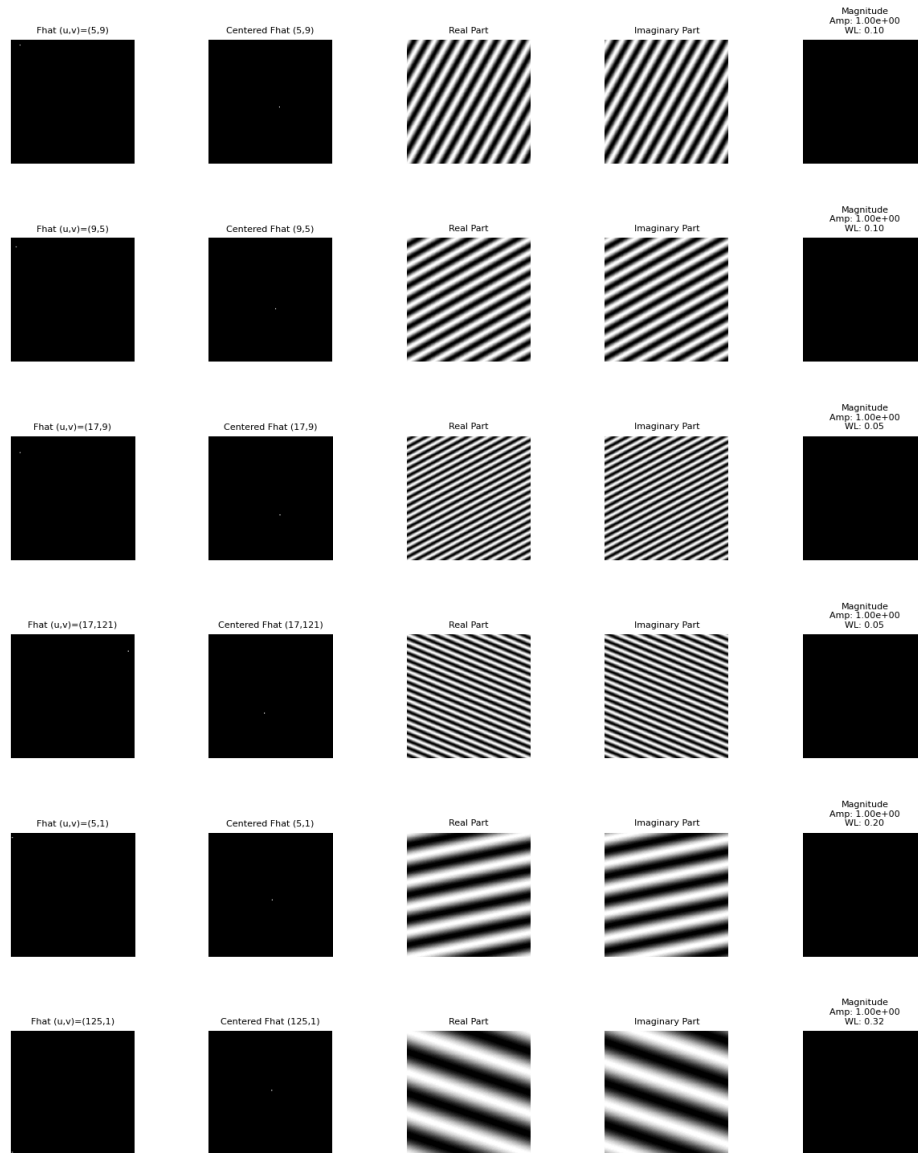 Fhat (u,v)=(5,9)
Centered Fhat (5,9)
Real Part
Imaginary Part
Magnitude
Amp: 1.00e+00
WL: 0.10
Fhat (u,v)=(9,5)
Centered Fhat (9,5)
Real Part
Imaginary Part
Magnitude
Amp: 1.00e+00
WL: 0.10
Fhat (u,v)=(17,9)
Centered Fhat (17,9)
Real Part
Imaginary Part
Magnitude
Amp: 1.00e+00
WL: 0.05
Fhat (u,v)=(17,121)
Centered Fhat (17,121)
Real Part
Imaginary Part
Magnitude
Amp: 1.00e+00
WL: 0.05
Fhat (u,v)=(5,1)
Centered Fhat (5,1)
Real Part
Imaginary Part
Magnitude
Amp: 1.00e+00
WL: 0.20
Fhat (u,v)=(125,1)
Centered Fhat (125,1)
Real Part
Imaginary Part
Magnitude
Amp: 1.00e+00
WL: 0.32